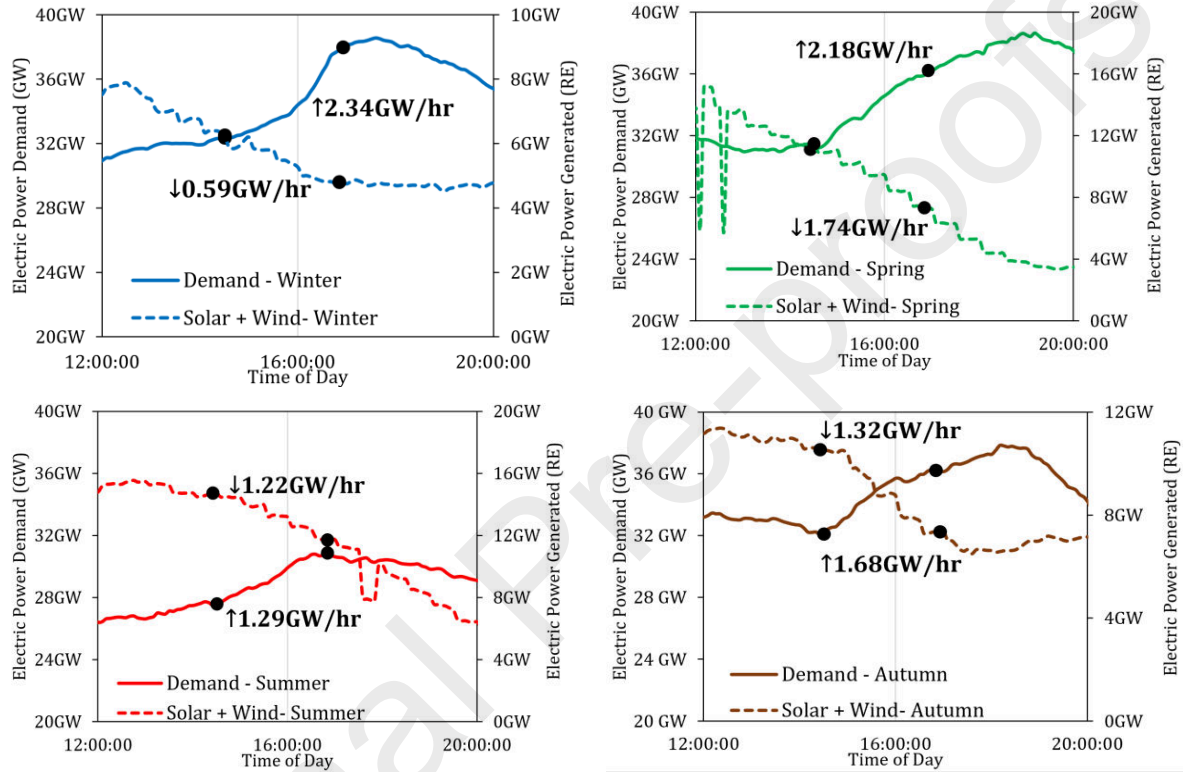 Electric Power Demand (GW)
40GW
36GW
32GW
28GW
24GW
20GW
10GW
8GW
6GW
4GW
2GW
0GW
Electric Power Generated (RE)
↑2.34GW/hr
↓0.59GW/hr
Demand - Winter
Solar + Wind- Winter
12:00:00
16:00:00
20:00:00
Time of Day
Electric Power Demand (GW)
40GW
36GW
32GW
28GW
24GW
20GW
20GW
16GW
12GW
8GW
4GW
0GW
Electric Power Generated (RE)
↑2.18GW/hr
↓1.74GW/hr
Demand - Spring
Solar + Wind- Spring
12:00:00
16:00:00
20:00:00
Time of Day
Electric Power Demand (GW)
40GW
36GW
32GW
28GW
24GW
20GW
20GW
16GW
12GW
8GW
4GW
0GW
Electric Power Generated (RE)
↓1.22GW/hr
↑1.29GW/hr
Demand - Summer
Solar + Wind- Summer
12:00:00
16:00:00
20:00:00
Time of Day
Electric Power Demand (GW)
40 GW
36 GW
32 GW
28 GW
24 GW
20 GW
12GW
8GW
4GW
0GW
Electric Power Generated (RE)
↓1.32GW/hr
↑1.68GW/hr
Demand - Autumn
Solar + Wind- Autumn
12:00:00
16:00:00
20:00:00
Time of Day
nal Pre-proofs